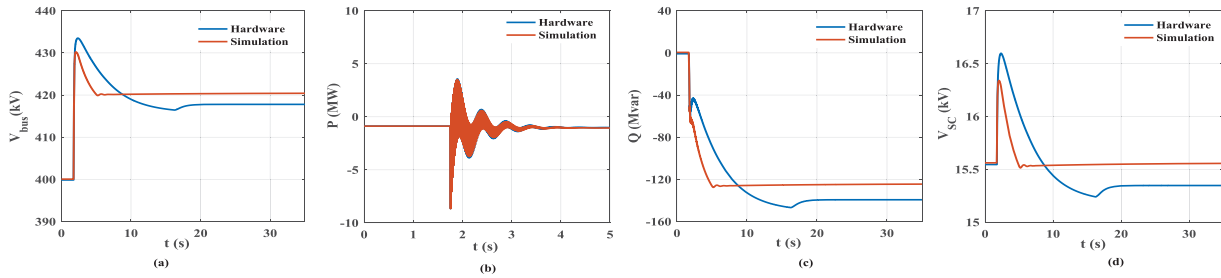 440
430
420
410
400
390
V_bus (kV)
Hardware
Simulation
0
10
20
30
t (s)
(a)
10
5
0
-5
-10
P (MW)
Hardware
Simulation
0
1
2
3
4
5
t (s)
(b)
40
0
-40
-80
-120
-160
Q (Mvar)
Hardware
Simulation
0
10
20
30
t (s)
(c)
17
16.5
16
15.5
15
V_SC (kV)
Hardware
Simulation
0
10
20
30
t (s)
(d)